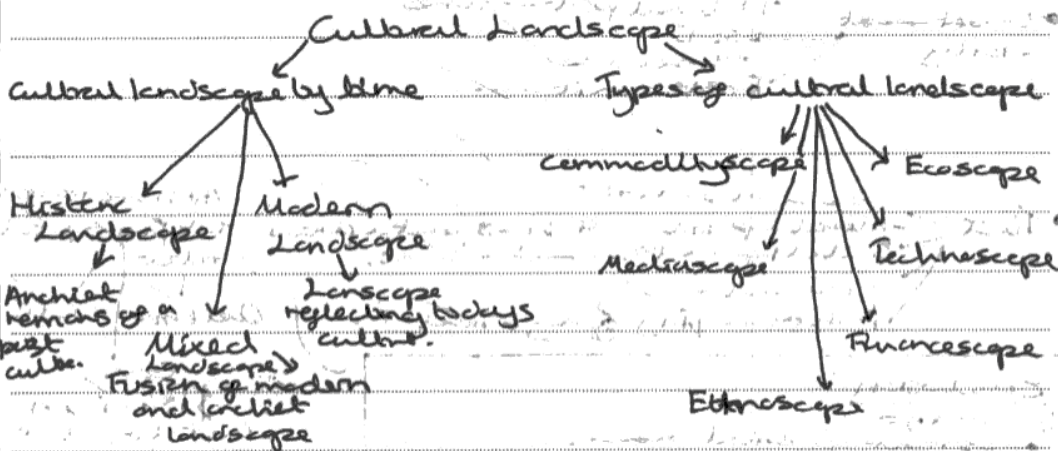 Cultural Landscape
Cultural landscape by time
Types of cultural landscape
Historic
Landscape
Ancient
remains of a
past
culture.
Mixed
Landscape
Fusion of modern
and ancient
landscape
Modern
Landscape
Lanscape
reflecting todays
culture.
Commodityscape
Mediascape
Ethnoscape
Financescape
Technoscape
Ecoscape